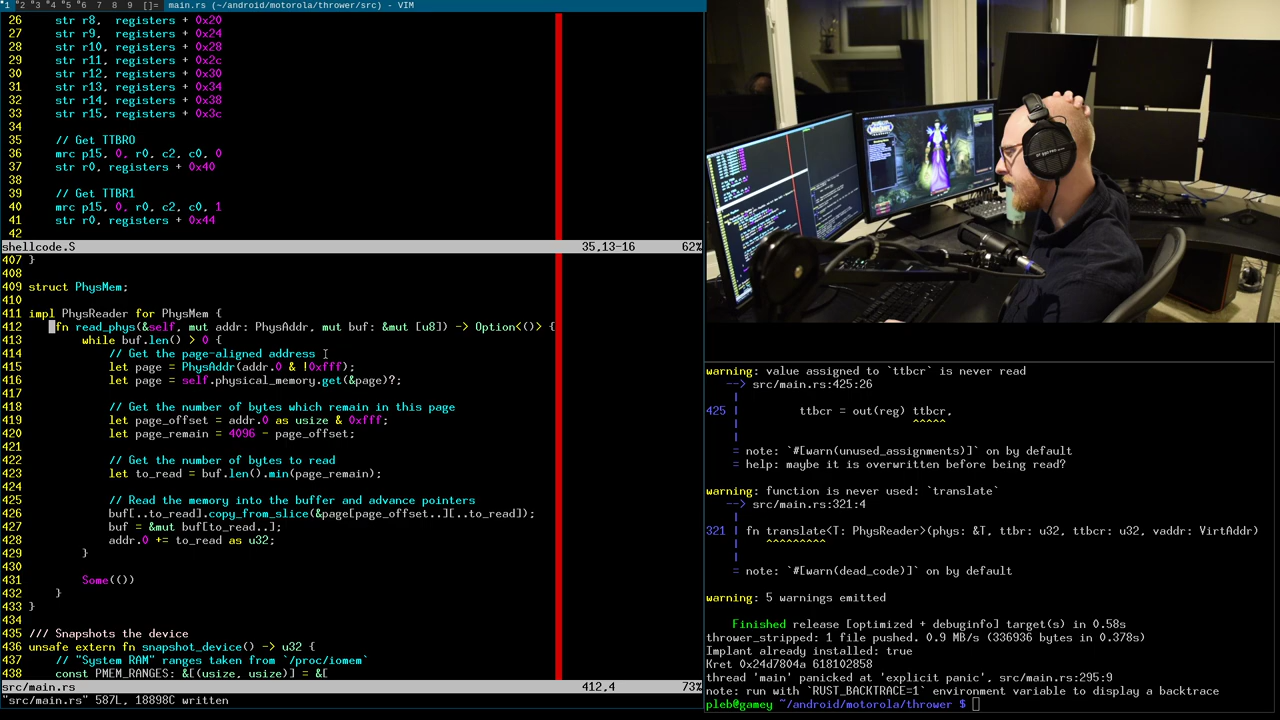 1 2 3 4 5 6 7 8 9 []= main.rs (~/android/motorola/thrower/src) - VIM
26     str r8,  registers + 0x20
27     str r9,  registers + 0x24
28     str r10, registers + 0x28
29     str r11, registers + 0x2c
30     str r12, registers + 0x30
31     str r13, registers + 0x34
32     str r14, registers + 0x38
33     str r15, registers + 0x3c
34
35     // Get TTBR0
36     mrc p15, 0, r0, c2, c0, 0
37     str r0, registers + 0x40
38
39     // Get TTBR1
40     mrc p15, 0, r0, c2, c0, 1
41     str r0, registers + 0x44
42
shellcode.S 35,13-16 62%
407 }
408
409 struct PhysMem;
410
411 impl PhysReader for PhysMem {
412     fn read_phys(&self, mut addr: PhysAddr, mut buf: &mut [u8]) -> Option<()> {
413         while buf.len() > 0 {
414             // Get the page-aligned address
415             let page = PhysAddr(addr.0 & !0xfff);
416             let page = self.physical_memory.get(&page)?;
417
418             // Get the number of bytes which remain in this page
419             let page_offset = addr.0 as usize & 0xfff;
420             let page_remain = 4096 - page_offset;
421
422             // Get the number of bytes to read
423             let to_read = buf.len().min(page_remain);
424
425             // Read the memory into the buffer and advance pointers
426             buf[..to_read].copy_from_slice(&page[page_offset..][..to_read]);
427             buf = &mut buf[to_read..];
428             addr.0 += to_read as u32;
429         }
430
431         Some(())
432     }
433 }
434
435 /// Snapshots the device
436 unsafe extern fn snapshot_device() -> u32 {
437     // "System RAM" ranges taken from `/proc/iomem`
438     const PMEM_RANGES: &[(usize, usize)] = &[
src/main.rs 412,4 73%
"src/main.rs" 587L, 18898C written
warning: value assigned to `ttbcr` is never read
--> src/main.rs:425:26
|
425 |         ttbcr = out(reg) ttbcr,
|                          ^^^^^
|
= note: `#[warn(unused_assignments)]` on by default
= help: maybe it is overwritten before being read?
warning: function is never used: `translate`
--> src/main.rs:321:4
|
321 | fn translate<T: PhysReader>(phys: &T, ttbr: u32, ttbcr: u32, vaddr: VirtAddr)
|    ^^^^^^^^^
|
= note: `#[warn(dead_code)]` on by default
warning: 5 warnings emitted
Finished release [optimized + debuginfo] target(s) in 0.58s
thrower_stripped: 1 file pushed. 0.9 MB/s (336936 bytes in 0.378s)
Implant already installed: true
Kret 0x24d7804a 618102858
thread 'main' panicked at 'explicit panic', src/main.rs:295:9
note: run with `RUST_BACKTRACE=1` environment variable to display a backtrace
pleb@gamey ~/android/motorola/thrower $